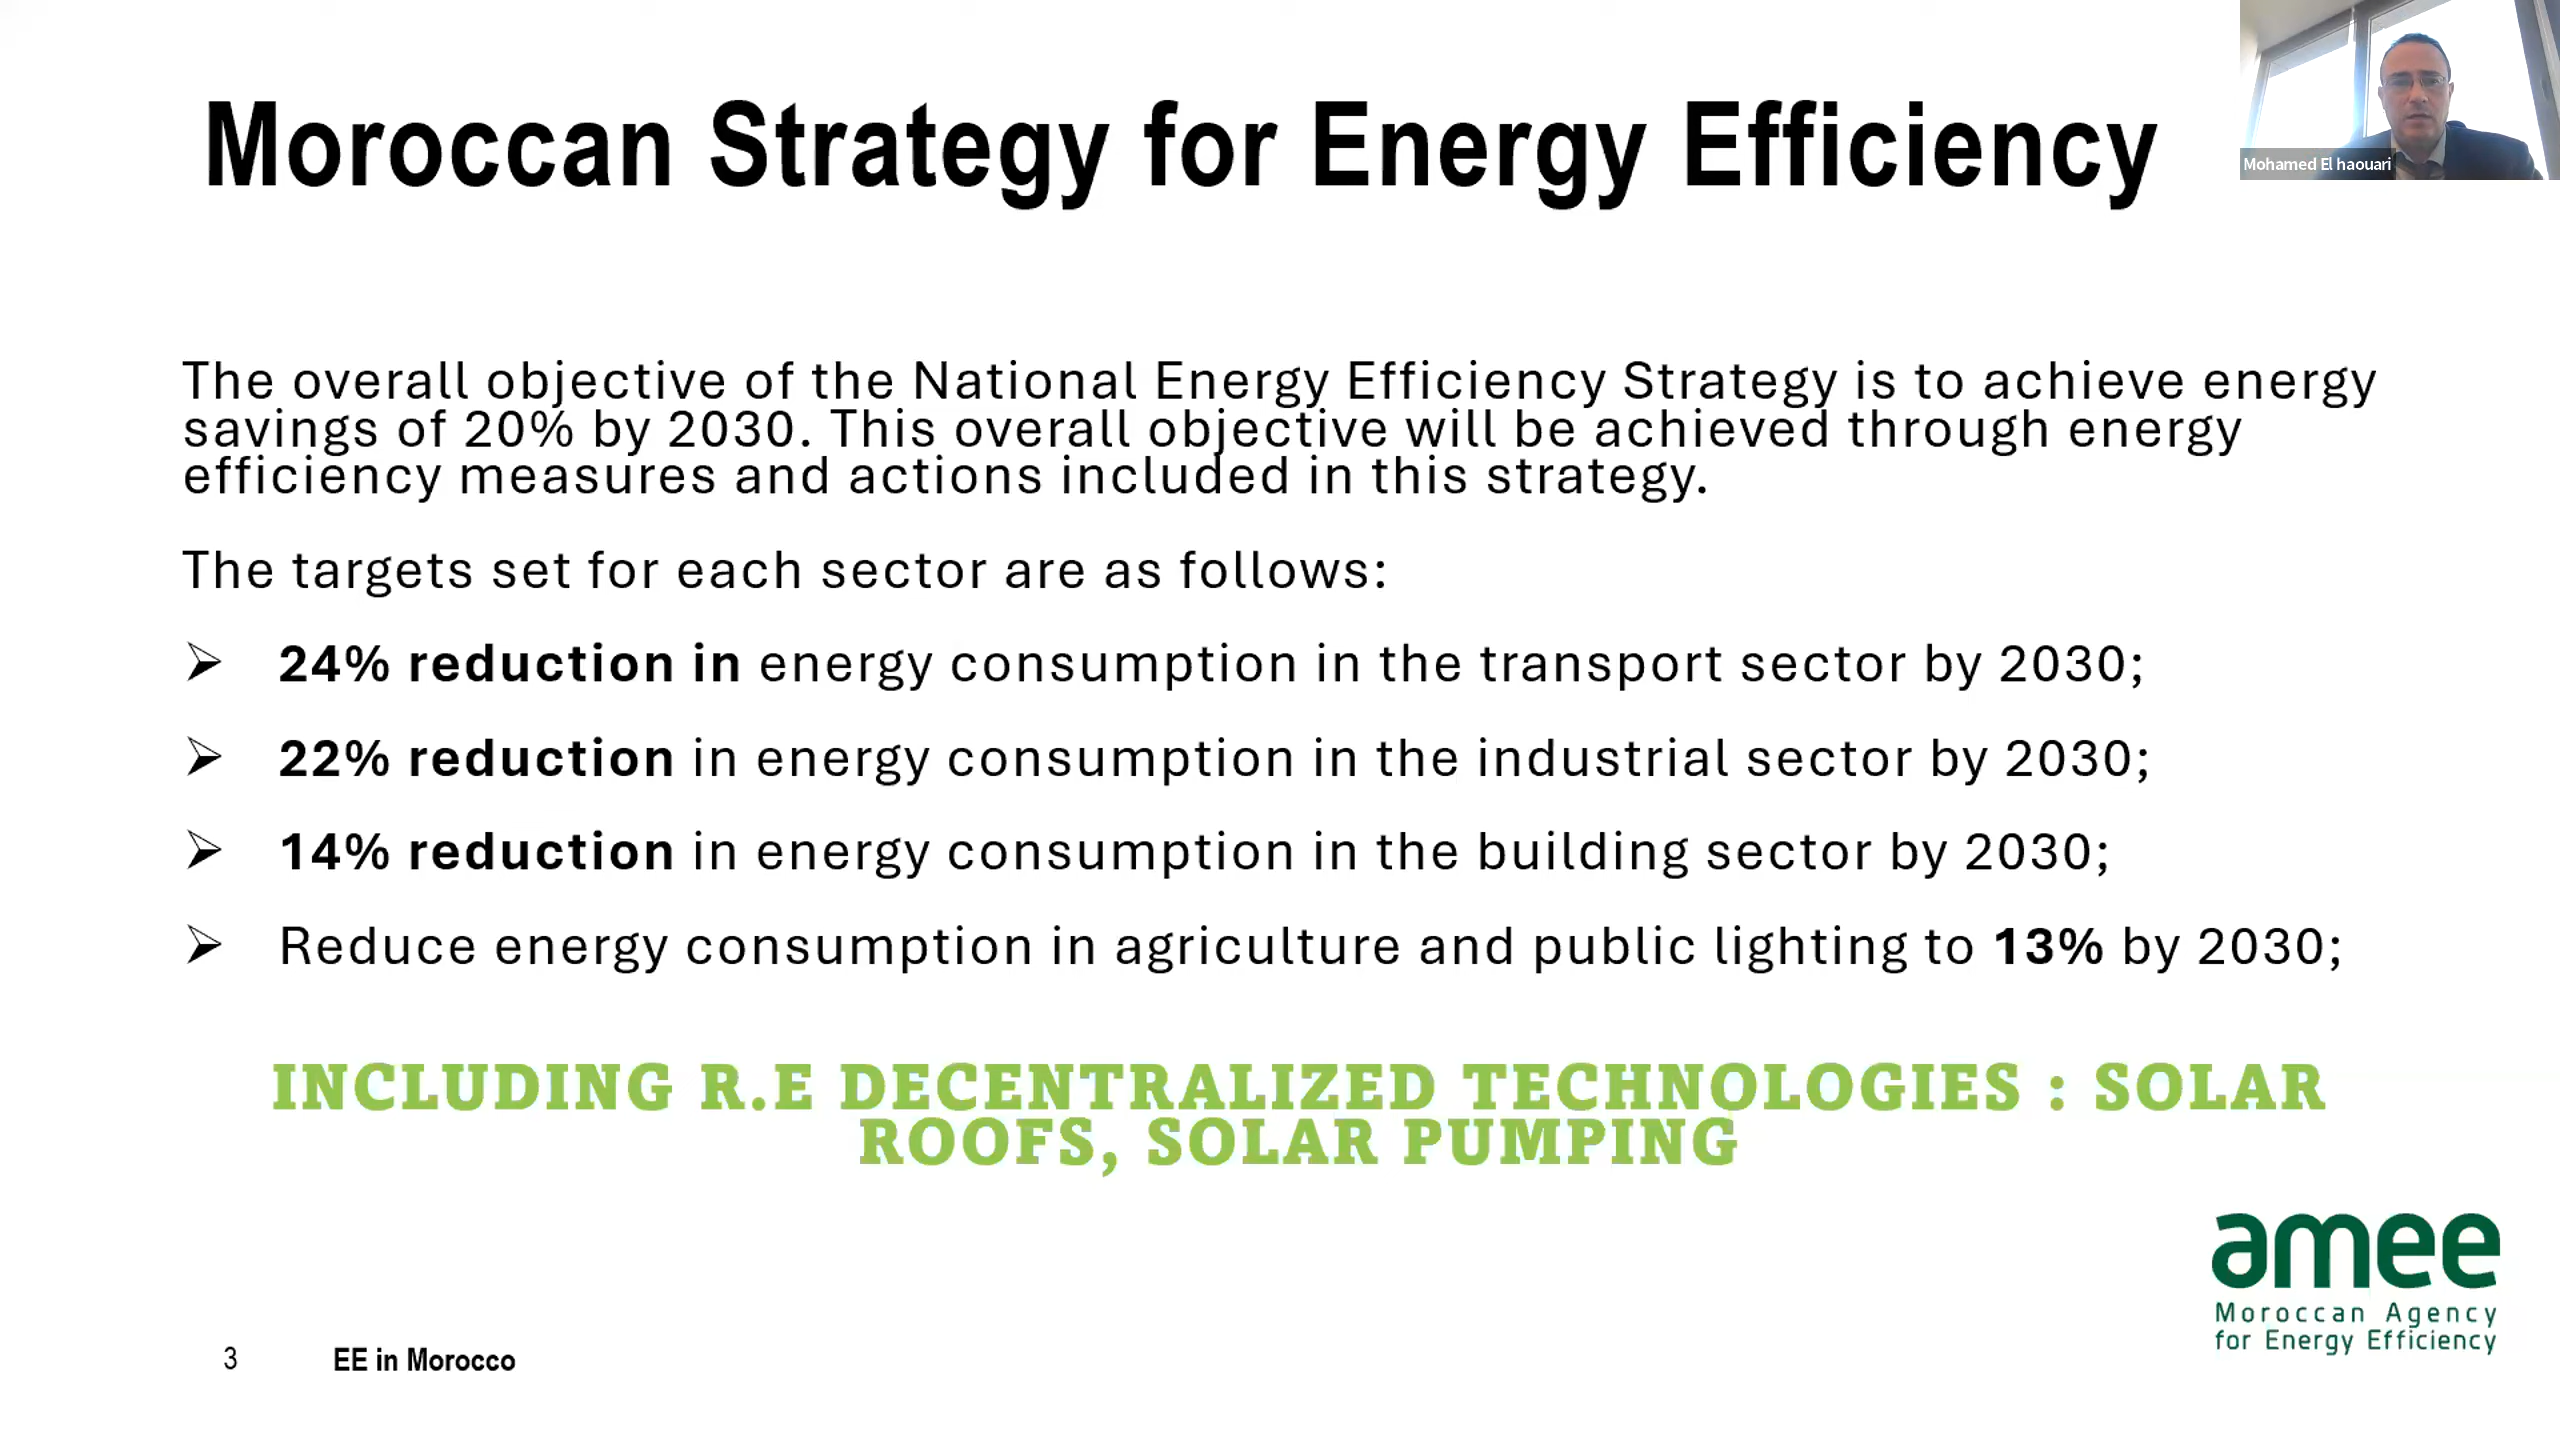 Moroccan Strategy for Energy Efficiency
Mohamed El haouari
The overall objective of the National Energy Efficiency Strategy is to achieve energy
savings of 20% by 2030. This overall objective will be achieved through energy
efficiency measures and actions included in this strategy.
The targets set for each sector are as follows:
➢ 24% reduction in energy consumption in the transport sector by 2030;
➢ 22% reduction in energy consumption in the industrial sector by 2030;
➢ 14% reduction in energy consumption in the building sector by 2030;
➢ Reduce energy consumption in agriculture and public lighting to 13% by 2030;
INCLUDING R.E DECENTRALIZED TECHNOLOGIES : SOLAR
ROOFS, SOLAR PUMPING
amee
Moroccan Agency
for Energy Efficiency
3 EE in Morocco